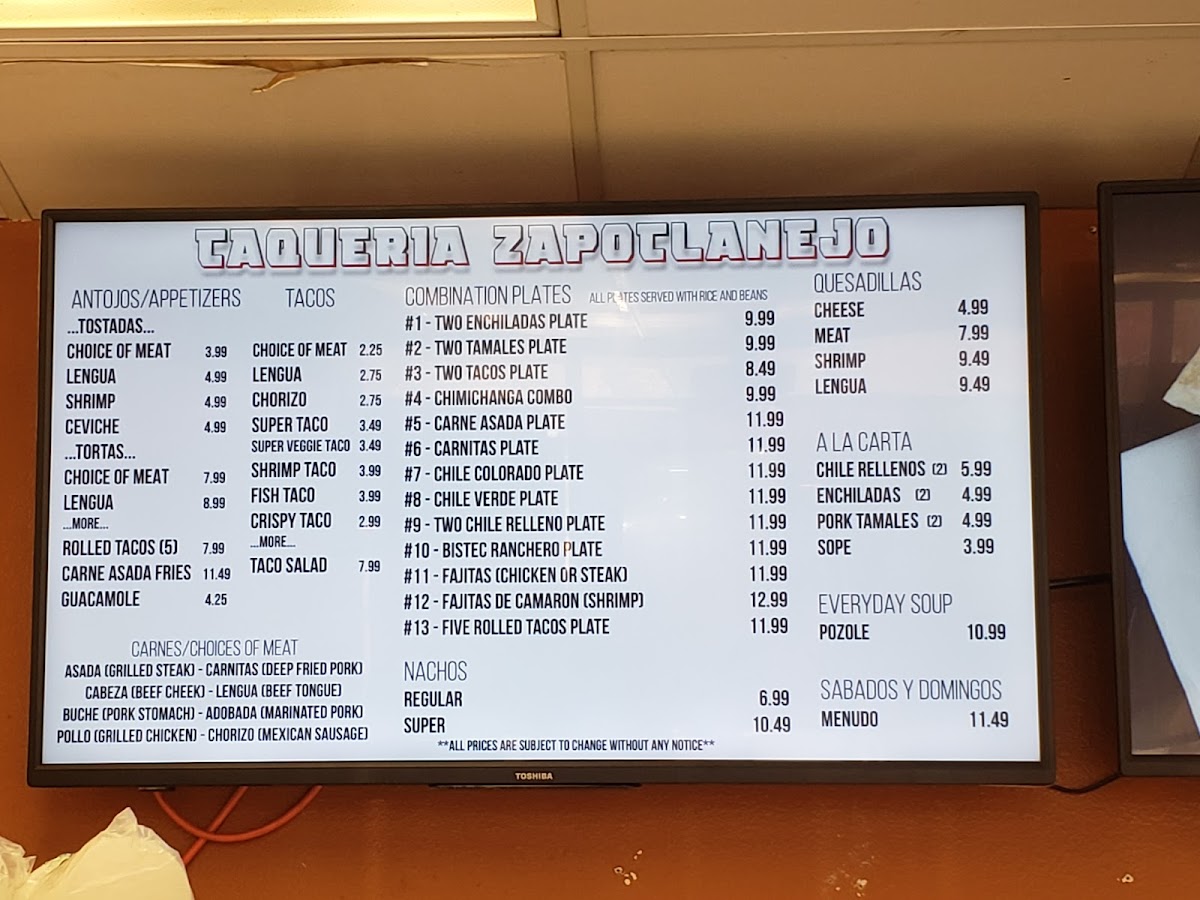 TAQUERIA ZAPOTLANEJO
ANTOJOS/APPETIZERS
...TOSTADAS...
CHOICE OF MEAT 3.99
LENGUA 4.99
SHRIMP 4.99
CEVICHE 4.99
...TORTAS...
CHOICE OF MEAT 7.99
LENGUA 8.99
...MORE...
ROLLED TACOS (5) 7.99
CARNE ASADA FRIES 11.49
GUACAMOLE 4.25
TACOS
CHOICE OF MEAT 2.25
LENGUA 2.75
CHORIZO 2.75
SUPER TACO 3.49
SUPER VEGGIE TACO 3.49
SHRIMP TACO 3.99
FISH TACO 3.99
CRISPY TACO 2.99
...MORE...
TACO SALAD 7.99
CARNES/CHOICES OF MEAT
ASADA (GRILLED STEAK) - CARNITAS (DEEP FRIED PORK)
CABEZA (BEEF CHEEK) - LENGUA (BEEF TONGUE)
BUCHE (PORK STOMACH) - ADOBADA (MARINATED PORK)
POLLO (GRILLED CHICKEN) - CHORIZO (MEXICAN SAUSAGE)
COMBINATION PLATES ALL PLATES SERVED WITH RICE AND BEANS
#1 - TWO ENCHILADAS PLATE 9.99
#2 - TWO TAMALES PLATE 9.99
#3 - TWO TACOS PLATE 8.49
#4 - CHIMICHANGA COMBO 9.99
#5 - CARNE ASADA PLATE 11.99
#6 - CARNITAS PLATE 11.99
#7 - CHILE COLORADO PLATE 11.99
#8 - CHILE VERDE PLATE 11.99
#9 - TWO CHILE RELLENO PLATE 11.99
#10 - BISTEC RANCHERO PLATE 11.99
#11 - FAJITAS (CHICKEN OR STEAK) 11.99
#12 - FAJITAS DE CAMARON (SHRIMP) 12.99
#13 - FIVE ROLLED TACOS PLATE 11.99
NACHOS
REGULAR 6.99
SUPER 10.49
**ALL PRICES ARE SUBJECT TO CHANGE WITHOUT ANY NOTICE**
QUESADILLAS
CHEESE 4.99
MEAT 7.99
SHRIMP 9.49
LENGUA 9.49
A LA CARTA
CHILE RELLENOS (2) 5.99
ENCHILADAS (2) 4.99
PORK TAMALES (2) 4.99
SOPE 3.99
EVERYDAY SOUP
POZOLE 10.99
SABADOS Y DOMINGOS
MENUDO 11.49
TOSHIBA